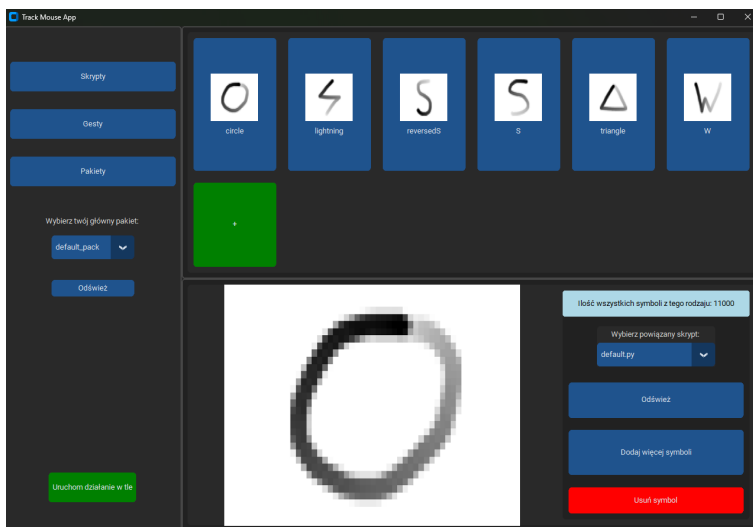 Track Mouse App
Skrypty
Gesty
Pakiety
Wybierz twój główny pakiet:
default_pack
Odśwież
Uruchom działanie w tle
circle
lightning
reversedS
S
triangle
W
+
Ilość wszystkich symboli z tego rodzaju: 11000
Wybierz powiązany skrypt:
default.py
Odśwież
Dodaj więcej symboli
Usuń symbol